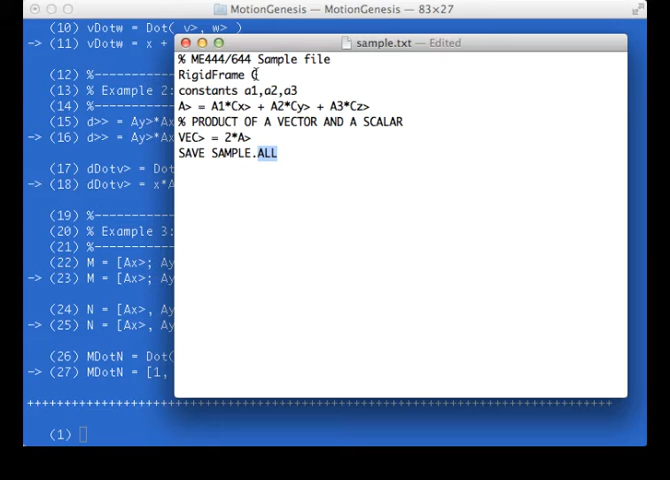 MotionGenesis — MotionGenesis — 83×27
(10) vDotw = Dot( v>, w> )
-> (11) vDotw = x +
(12) %
(13) % Example 2:
(14) %
(15) d>> = Ay>*Ax
-> (16) d>> = Ay>*Ax
(17) dDotv> = Dot
-> (18) dDotv> = x*A
(19) %
(20) % Example 3:
(21) %
(22) M = [Ax>; Ay
-> (23) M = [Ax>; Ay
(24) N = [Ax>, Ay
-> (25) N = [Ax>, Ay
(26) MDotN = Dot(
-> (27) MDotN = [1,
(1)
sample.txt — Edited
% ME444/644 Sample file
RigidFrame
constants a1,a2,a3
A> = A1*Cx> + A2*Cy> + A3*Cz>
% PRODUCT OF A VECTOR AND A SCALAR
VEC> = 2*A>
SAVE SAMPLE.ALL